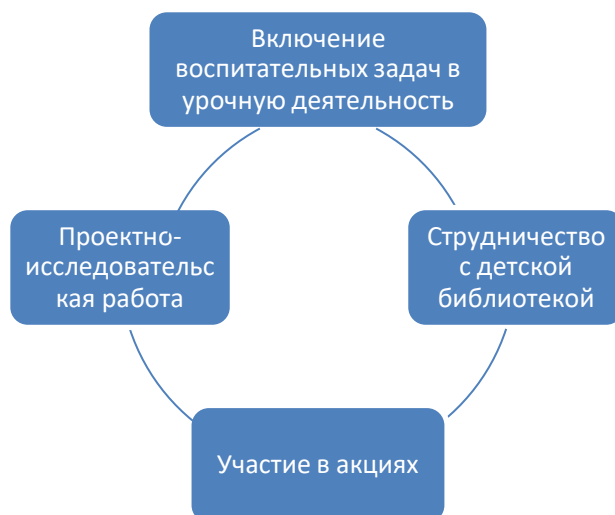 Включение
воспитательных задач в
урочную деятельность
Проектно-
исследовательс
кая работа
Струдничество
с детской
библиотекой
Участие в акциях